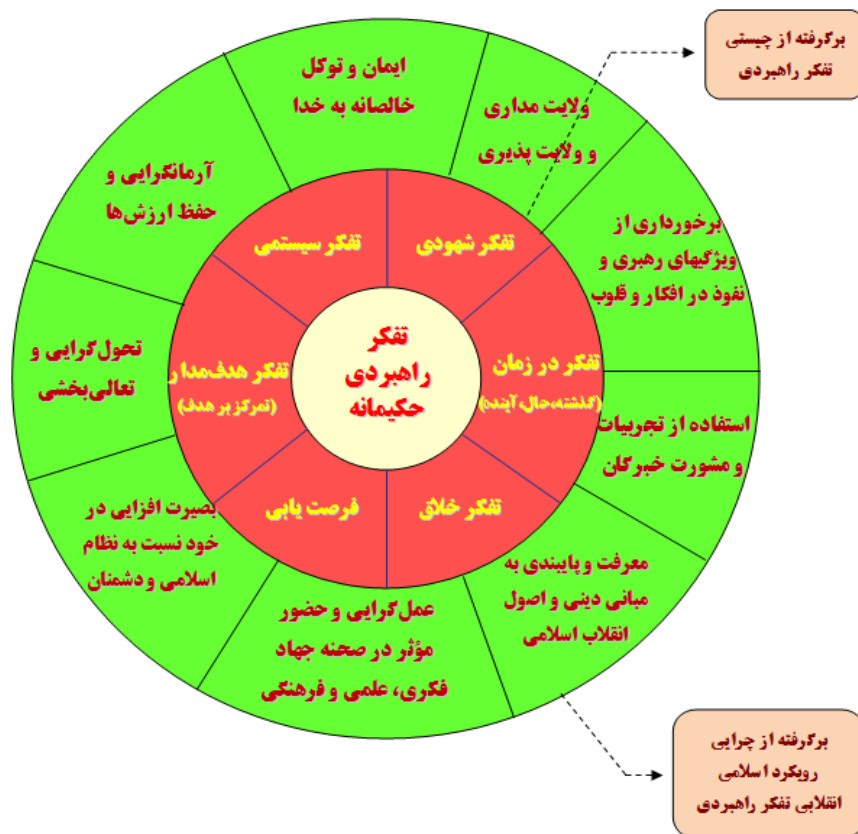 برگرفته از چیستی
تفکر راهبردی
ایمان و توکل
خالصانه به خدا
ولایت مداری
و ولایت پذیری
برخورداری از
ویژگیهای رهبری و
نفوذ در افکار و قلوب
استفاده از تجربیات
و مشورت خبرگان
معرفت و پایبندی به
مبانی دینی و اصول
انقلاب اسلامی
عمل‌گرایی و حضور
مؤثر در صحنه جهاد
فکری، علمی و فرهنگی
بصیرت افزایی در
خود نسبت به نظام
اسلامی و دشمنان
تحول‌گرایی و
تعالی‌بخشی
آرمانگرایی و
حفظ ارزش‌ها
تفکر شهودی
تفکر در زمان
(گذشته، حال، آینده)
تفکر خلاق
فرصت یابی
تفکر هدف‌مدار
(تمرکز بر هدف)
تفکر سیستمی
تفکر
راهبردی
حکیمانه
برگرفته از چرایی
رویکرد اسلامی
انقلابی تفکر راهبردی